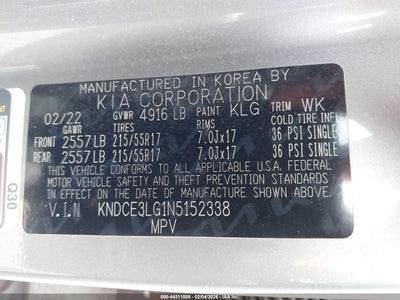 MANUFACTURED IN KOREA BY
KIA CORPORATION
02/22 GVWR 4916 LB PAINT KLG TRIM WK
GAWR TIRES RIMS COLD TIRE INFL
FRONT 2557LB 215/55R17 7.0Jx17 36 PSI SINGLE
REAR 2557LB 215/55R17 7.0Jx17 36 PSI SINGLE
THIS VEHICLE CONFORMS TO ALL APPLICABLE U.S. FEDERAL
MOTOR VEHICLE SAFETY AND THEFT PREVENTION STANDARDS
IN EFFECT ON THE DATE OF MANUFACTURE SHOWN ABOVE.
V.I.N KNDCE3LG1N5152338
MPV
Q30